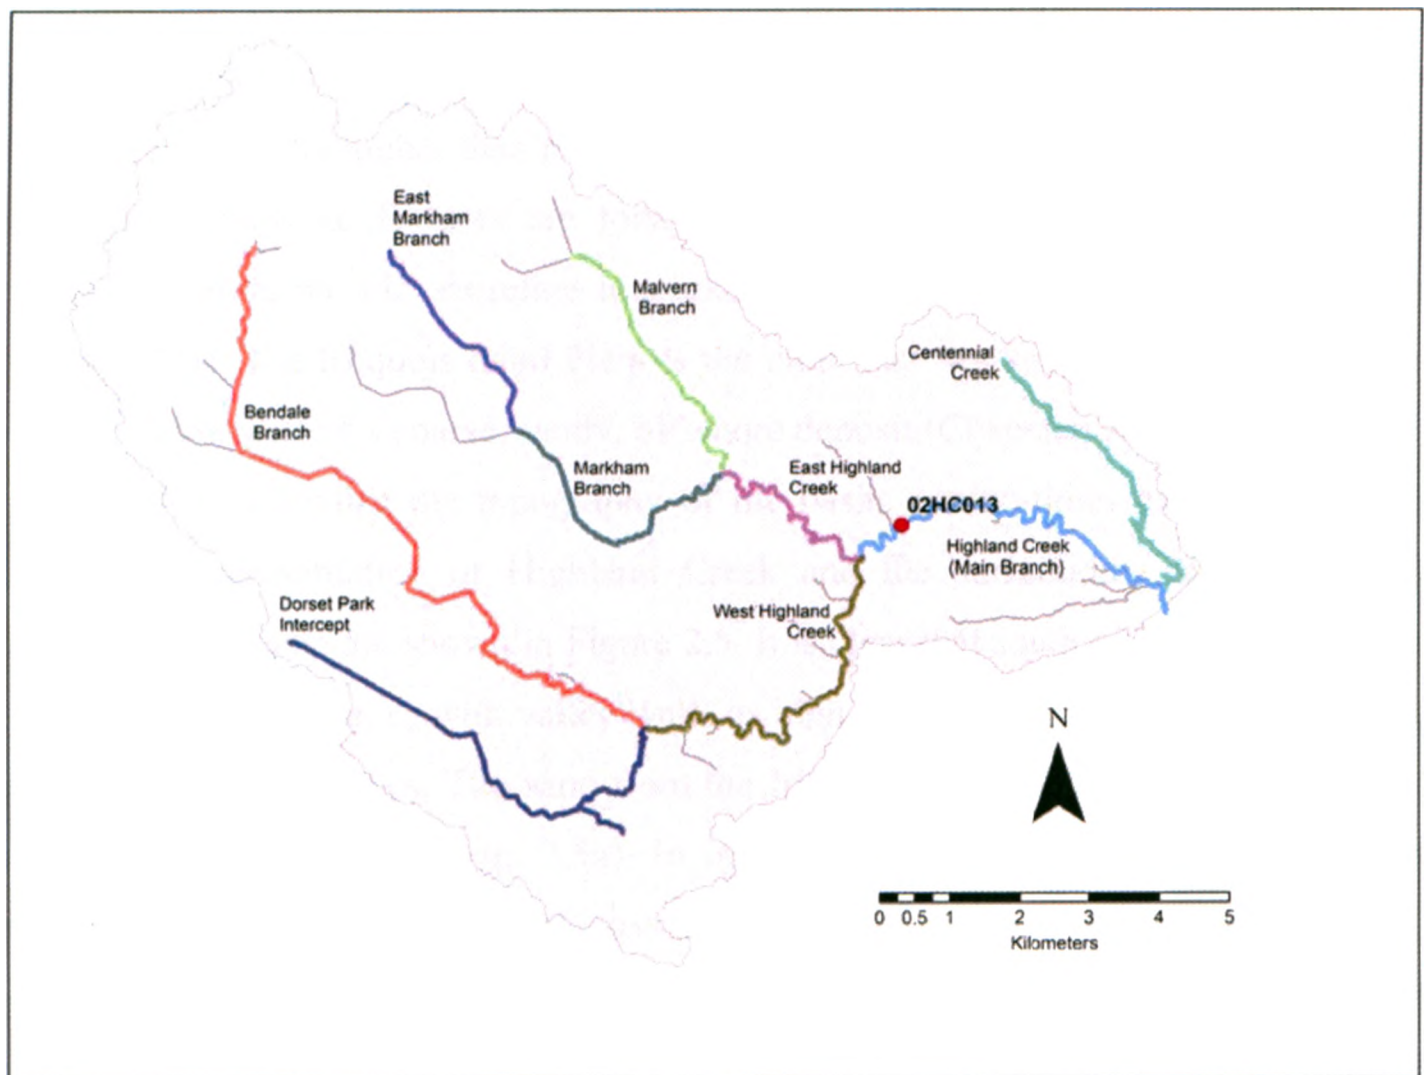 East
Markham
Branch
Malvern
Branch
Centennial
Creek
Bendale
Branch
Markham
Branch
East Highland
Creek
02HC013
Highland Creek
(Main Branch)
Dorset Park
Intercept
West Highland
Creek
N
0 0.5 1 2 3 4 5
Kilometers